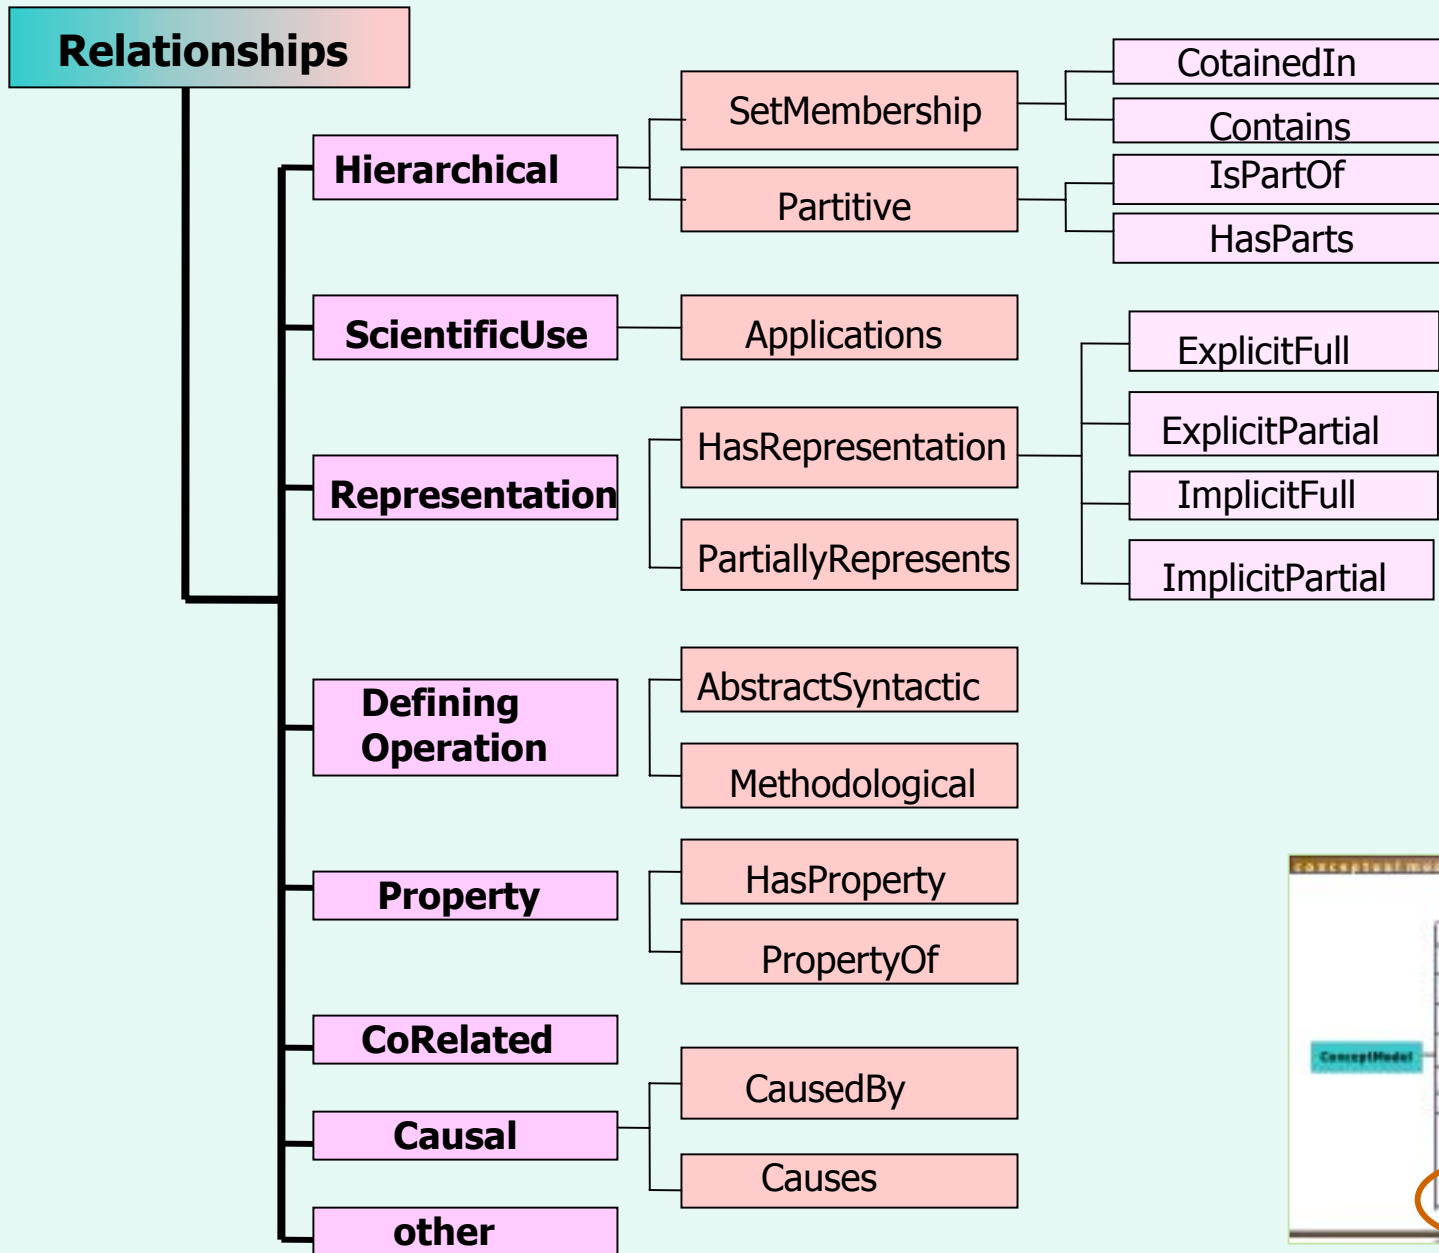 Relationships
Hierarchical
SetMembership
CotainedIn
Contains
Partitive
IsPartOf
HasParts
ScientificUse
Applications
Representation
HasRepresentation
ExplicitFull
ExplicitPartial
ImplicitFull
ImplicitPartial
PartiallyRepresents
Defining
Operation
AbstractSyntactic
Methodological
Property
HasProperty
PropertyOf
CoRelated
Causal
CausedBy
Causes
other
ConceptModel